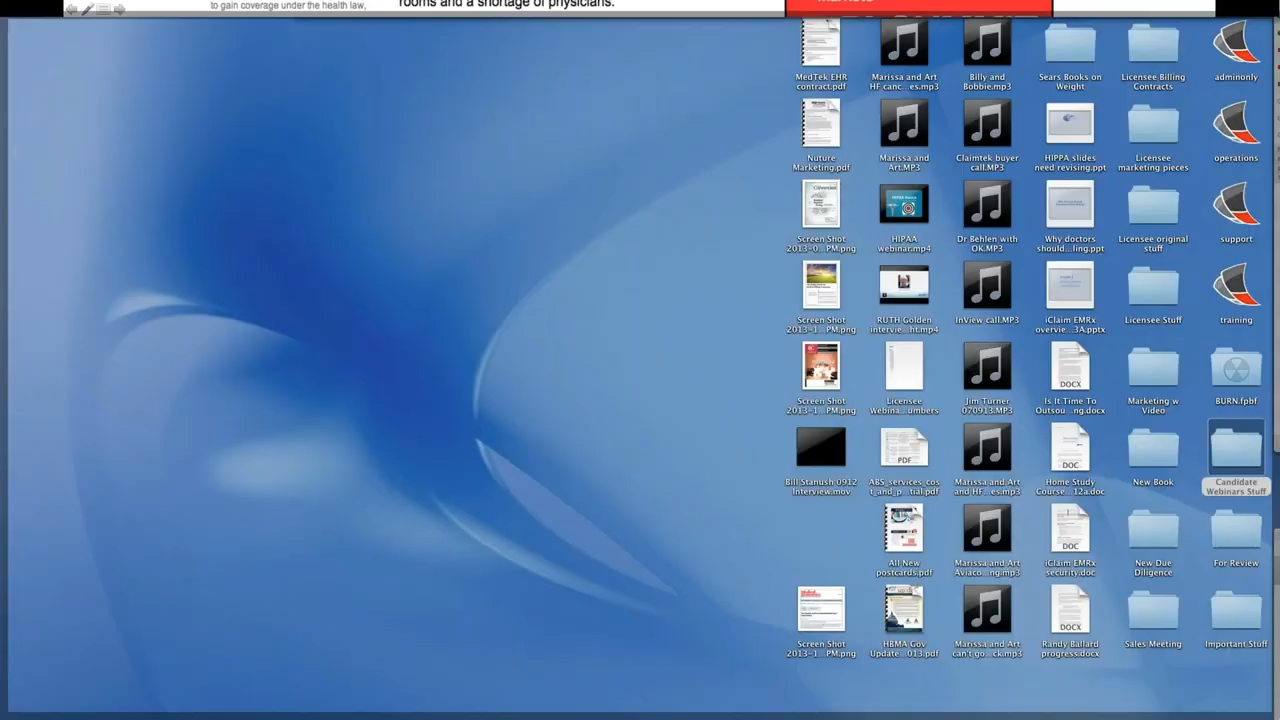 to gain coverage under the health law,
rooms and a shortage of physicians.
MedTek EHR
contract.pdf
Marissa and Art
HF canc...es.mp3
Billy and
Bobbie.mp3
Sears Books on
Weight
Licensee Billing
Contracts
adminonly
Nuture
Marketing.pdf
Marissa and
Art.MP3
Claimtek buyer
call.MP3
HIPPA slides
need revising.ppt
Licensee
marketing pieces
operations
Screen Shot
2013-0...PM.png
HIPAA
webinar.mp4
Dr Behlen with
OK.MP3
Why doctors
should...ling.ppt
Licensee original
stuff
support
Screen Shot
2013-1...PM.png
RUTH Golden
intervie...ht.mp4
InView call.MP3
iClaim EMRx
overvie...3A.pptx
Licensee Stuff
training
Screen Shot
2013-1...PM.png
Licensee
Webina...umbers
Jim Turner
070913.MP3
DOCX
Is It Time To
Outsou...ng.docx
Marketing w
Video
BURN.fpbf
Bill Stanush 0912
Interview.mov
PDF
ABS_services_cos
t_and_p...tial.pdf
Marissa and Art
and HF...es.mp3
DOC
Home Study
Course...12a.doc
New Book
Candidate
Webinars Stuff
All New
postcards.pdf
Marissa and Art
Aviaco...ng.mp3
DOC
iClaim EMRx
security.doc
New Due
Diligence
For Review
Screen Shot
2013-1...PM.png
HBMA Gov
Update...013.pdf
Marissa and Art
can't go...ck.mp3
DOCX
Randy Ballard
progress.docx
Sales Meeting
Important Stuff